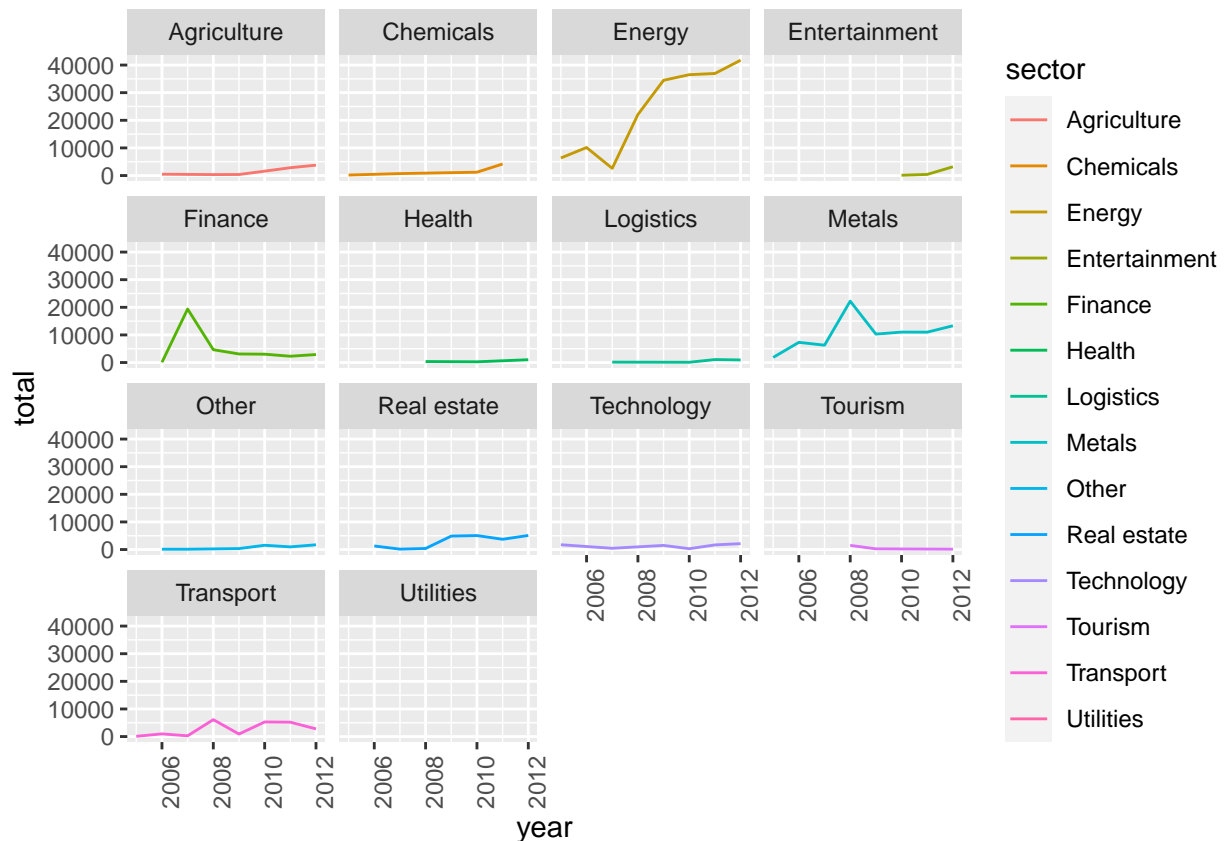 Agriculture Chemicals Energy Entertainment
40000
30000
20000
10000
0
Finance Health Logistics Metals
40000
30000
20000
10000
0
Other Real estate Technology Tourism
40000
30000
20000
10000
0
2006 2008 2010 2012 2006 2008 2010 2012
Transport Utilities
40000
30000
20000
10000
0
2006 2008 2010 2012 2006 2008 2010 2012
year
total
sector
Agriculture
Chemicals
Energy
Entertainment
Finance
Health
Logistics
Metals
Other
Real estate
Technology
Tourism
Transport
Utilities